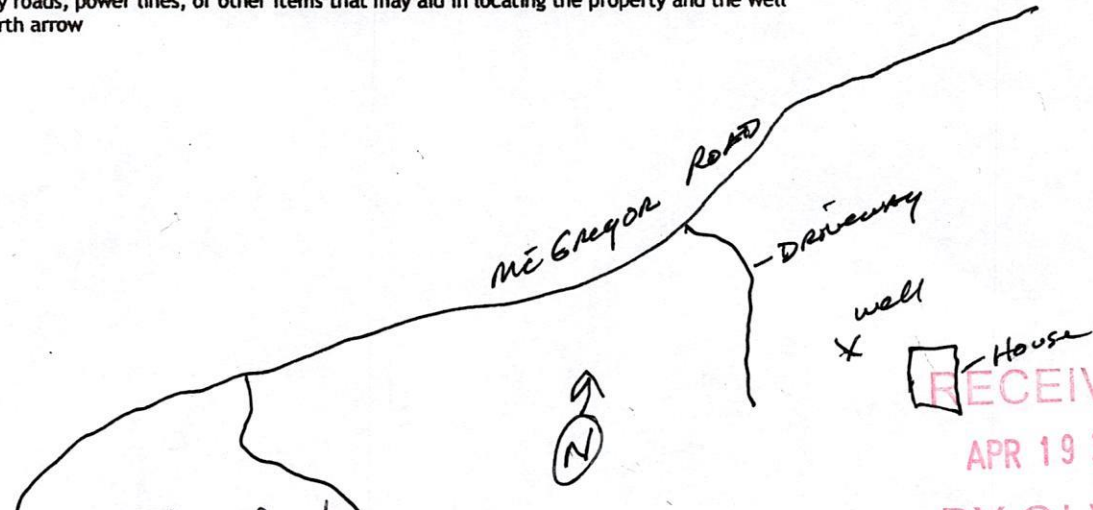 y roads, power lines, or other items that may aid in locating the property and the well
rth arrow
McGregor Road
Driveway
well
X
House
N
RECEIV
APR 19